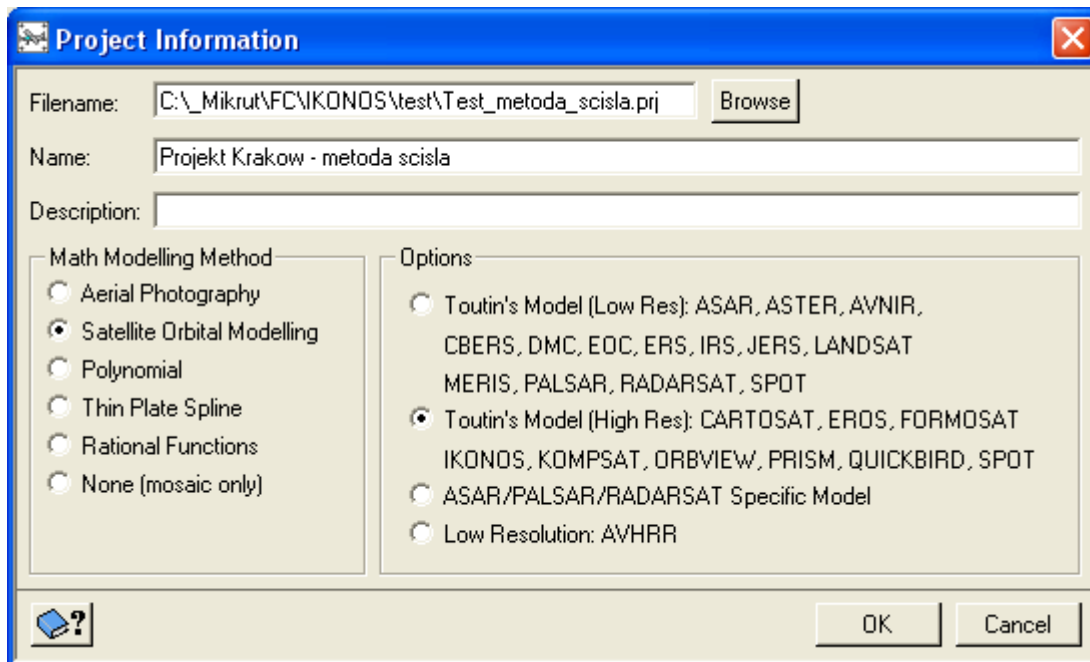 Project Information
Filename: C:\_Mikrut\FC\IKONOS\test\Test_metoda_scisla.prj Browse
Name: Projekt Krakow - metoda scisla
Description:
Math Modelling Method
Aerial Photography
Satellite Orbital Modelling
Polynomial
Thin Plate Spline
Rational Functions
None (mosaic only)
Options
Toutin's Model (Low Res): ASAR, ASTER, AVNIR,
CBERS, DMC, EOC, ERS, IRS, JERS, LANDSAT
MERIS, PALSAR, RADARSAT, SPOT
Toutin's Model (High Res): CARTOSAT, EROS, FORMOSAT
IKONOS, KOMPSAT, ORBVIEW, PRISM, QUICKBIRD, SPOT
ASAR/PALSAR/RADARSAT Specific Model
Low Resolution: AVHRR
?
OK Cancel